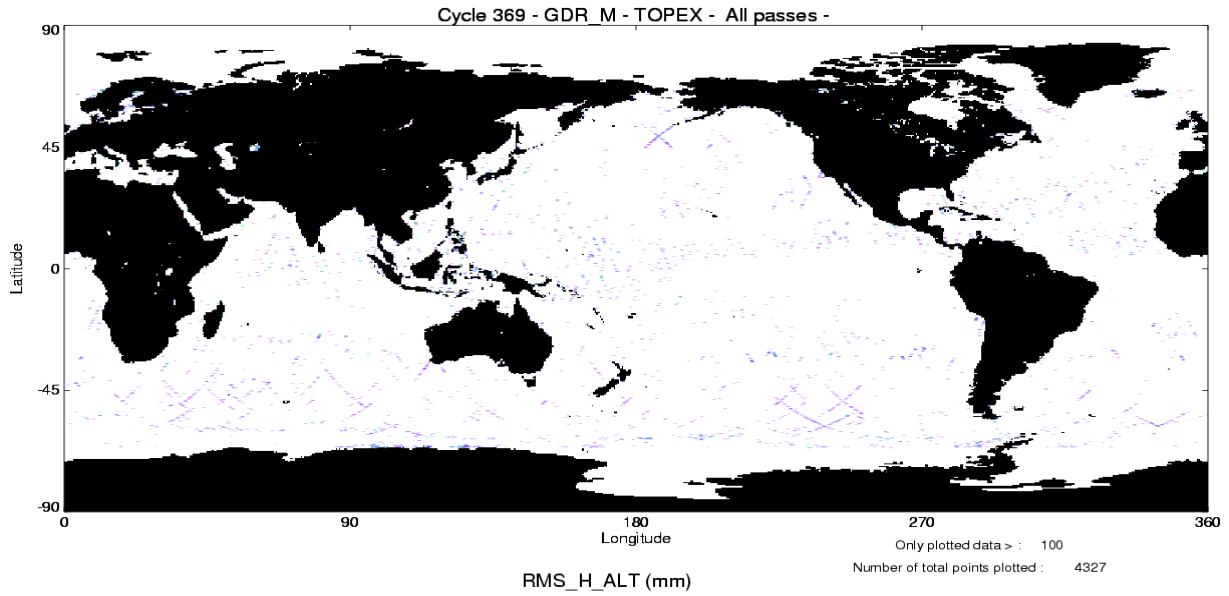 Cycle 369 - GDR_M - TOPEX - All passes -
90
45
0
-45
-90
Latitude
0 90 180 270 360
Longitude
Only plotted data > : 100
Number of total points plotted : 4327
RMS_H_ALT (mm)